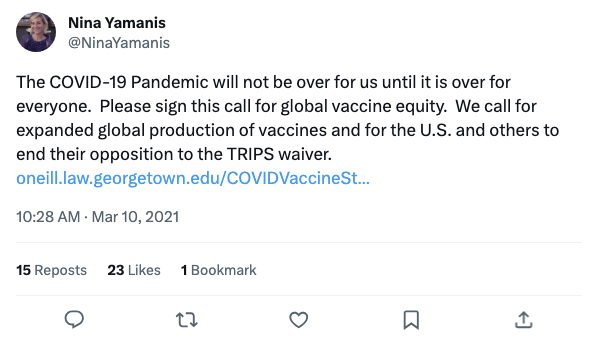 Nina Yamanis
@NinaYamanis
The COVID-19 Pandemic will not be over for us until it is over for
everyone.  Please sign this call for global vaccine equity.  We call for
expanded global production of vaccines and for the U.S. and others to
end their opposition to the TRIPS waiver.
oneill.law.georgetown.edu/COVIDVaccineSt...
10:28 AM · Mar 10, 2021
15 Reposts 23 Likes 1 Bookmark